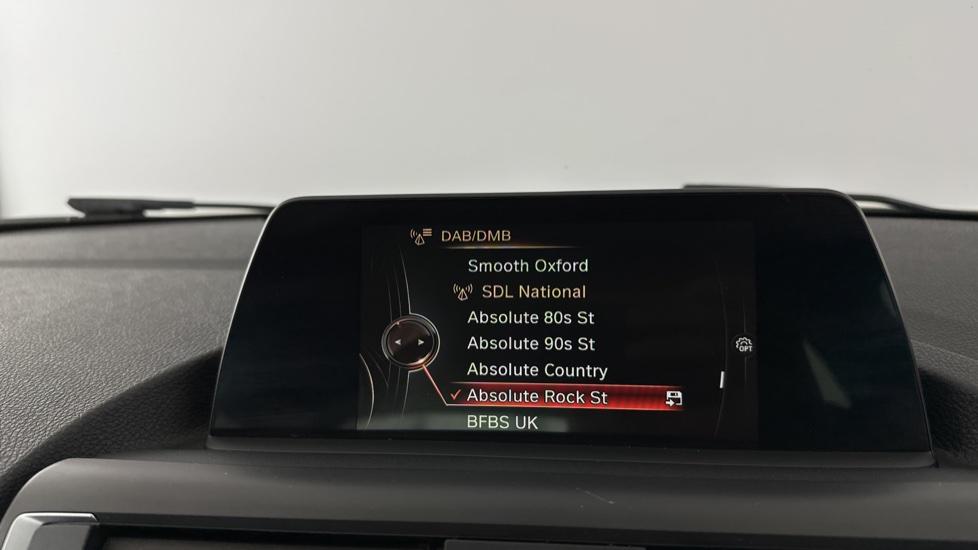 DAB/DMB
Smooth Oxford
SDL National
Absolute 80s St
Absolute 90s St
OPT
Absolute Country
Absolute Rock St
BFBS UK